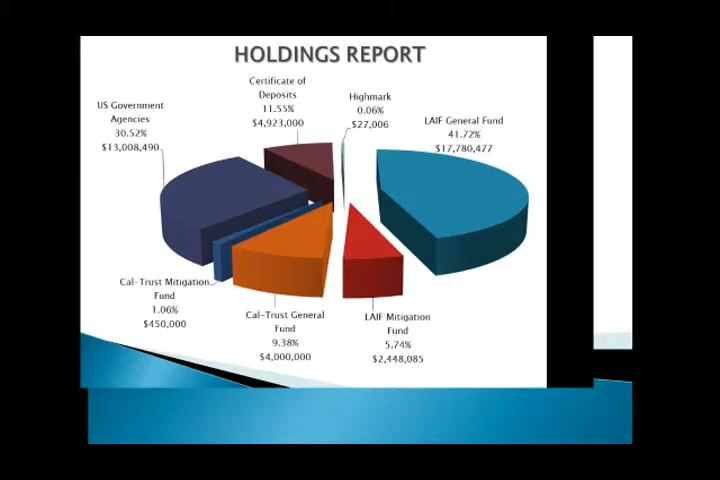 HOLDINGS REPORT
Certificate of
Deposits
11.55%
$4,923,000
Highmark
0.06%
$27,006
US Government
Agencies
30.52%
$13,008,490
LAIF General Fund
41.72%
$17,780,477
Cal-Trust Mitigation
Fund
1.06%
$450,000
Cal-Trust General
Fund
9.38%
$4,000,000
LAIF Mitigation
Fund
5.74%
$2,448,085